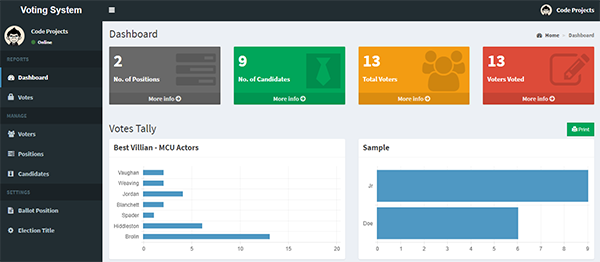 Voting System
Code Projects
Code Projects
Online
REPORTS
Dashboard
Votes
MANAGE
Voters
Positions
Candidates
SETTINGS
Ballot Position
Election Title
Dashboard
Home
Dashboard
2
No. of Positions
More info
9
No. of Candidates
More info
13
Total Voters
More info
13
Voters Voted
More info
Votes Tally
Print
Best Villian - MCU Actors
Vaughan
Weaving
Jordan
Blanchett
Spader
Hiddleston
Brolin
0 5 10 15 20
Sample
Jr
Doe
0 1 2 3 4 5 6 7 8 9